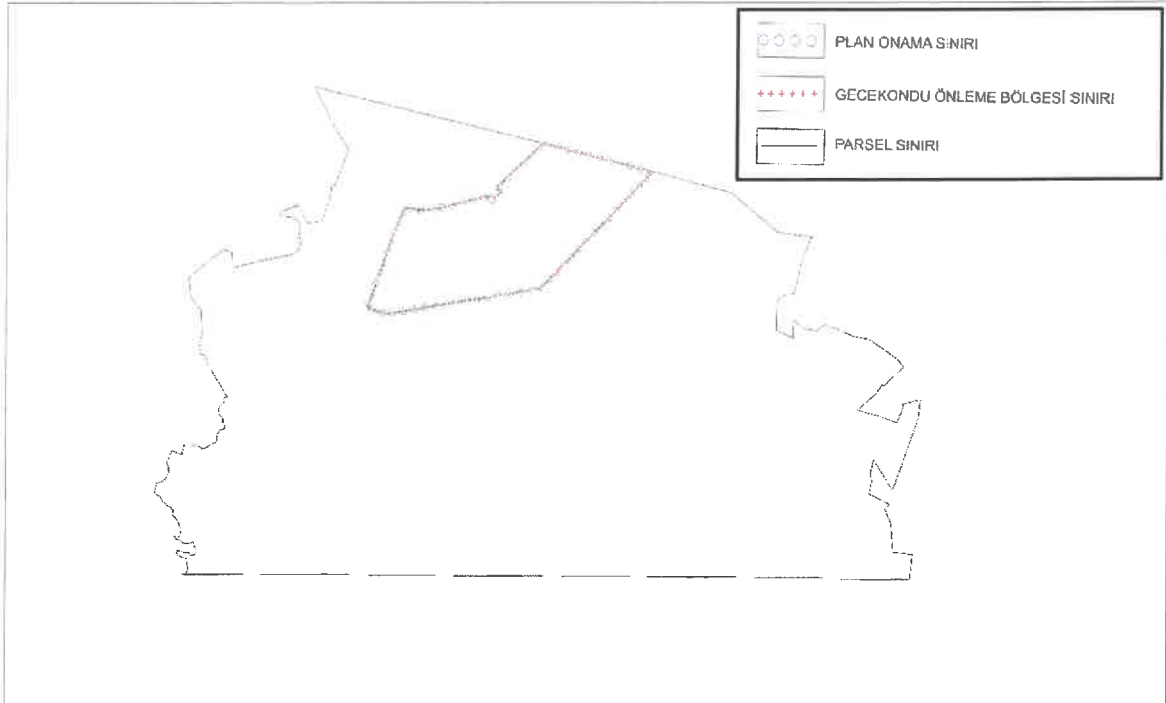 PLAN ONAMA SINIRI
GECEKONDU ÖNLEME BÖLGESİ SINIRI
PARSEL SINIRI